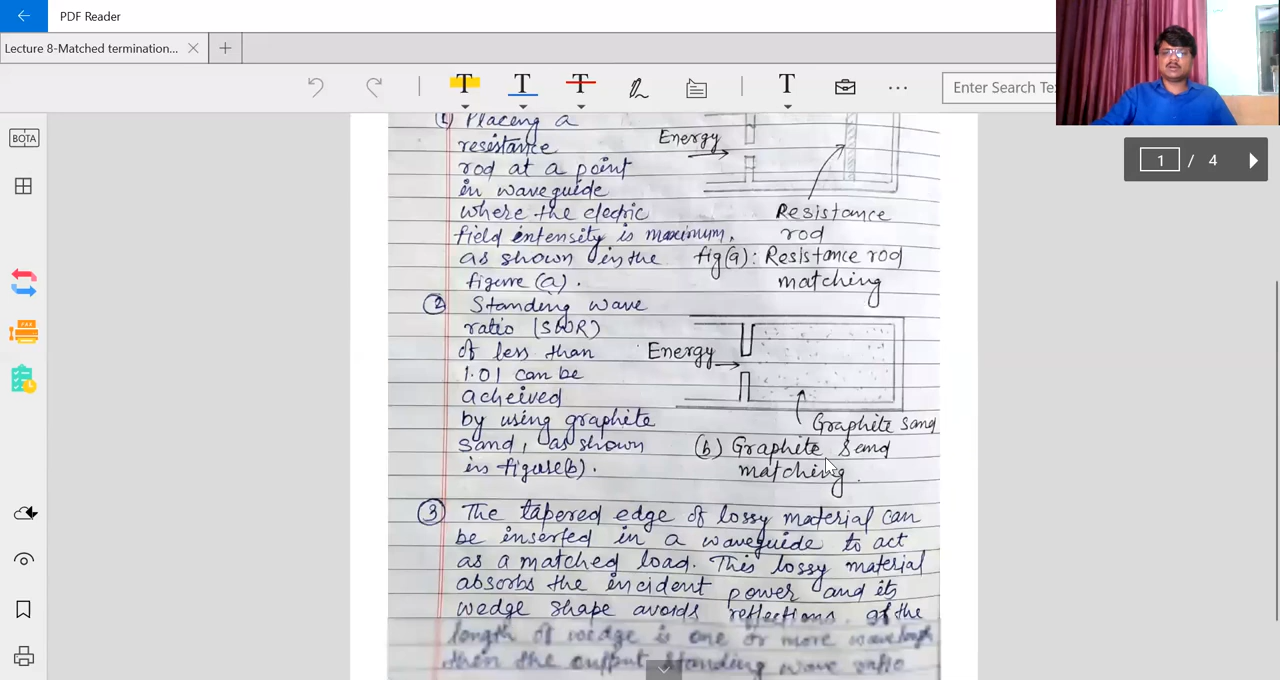 PDF Reader
Lecture 8-Matched termination...
Enter Search Te
BOTA
1 / 4
(1) Placing a
resistance
rod at a point
in waveguide
where the electric
field intensity is maximum,
as shown in the
figure (a).
Energy
Resistance
rod
fig(a): Resistance rod
matching
(2) Standing wave
ratio (SWR)
of less than
1.01 can be
acheived
by using graphite
sand, as shown
in figure(b).
Energy
Graphite Sand
(b) Graphite Sand
matching.
(3) The tapered edge of lossy material can
be inserted in a waveguide to act
as a matched load. This lossy material
absorbs the incident power and its
wedge shape avoids reflections. If the
length of wedge is one or more wavelength
then the output standing wave ratio